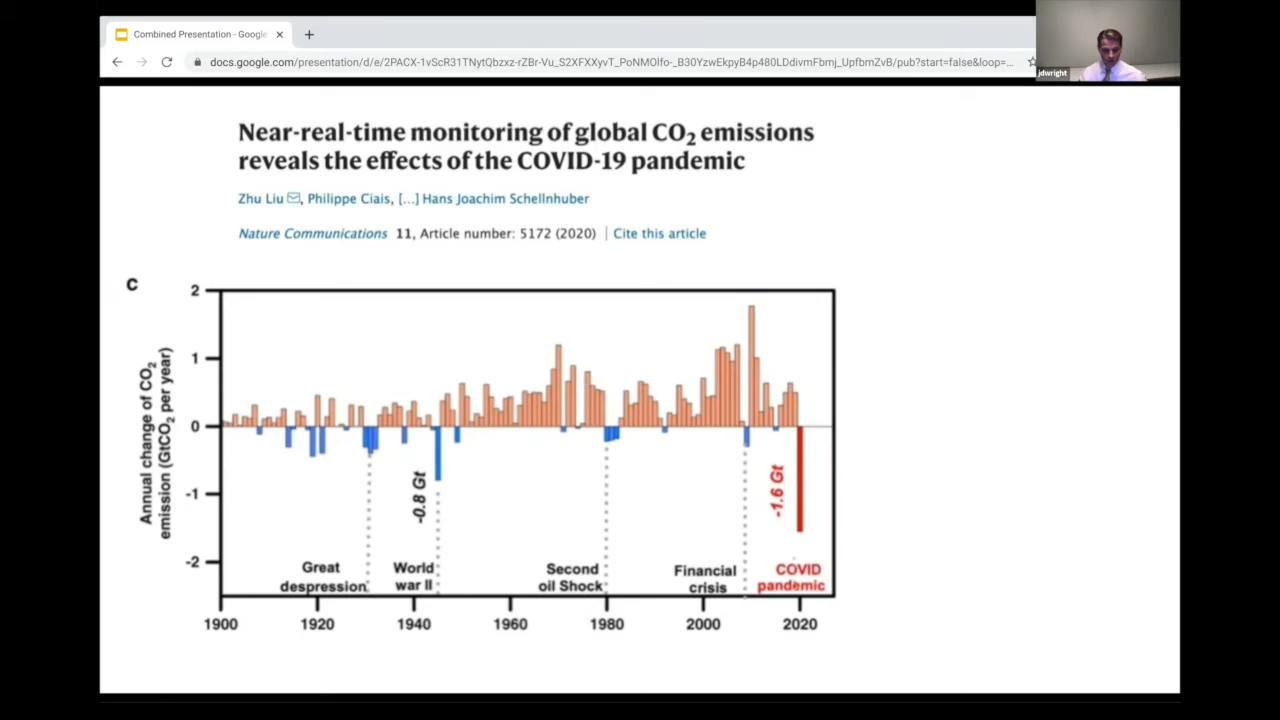 Combined Presentation - Google
docs.google.com/presentation/d/e/2PACX-1vScR31TNytQbzxz-rZBr-Vu_S2XFXXyvT_PoNMOlfo-_B30YzwEkpyB4p480LDdivmFbmj_UpfbmZvB/pub?start=false&loop=...
jdwright
Near-real-time monitoring of global CO2 emissions
reveals the effects of the COVID-19 pandemic
Zhu Liu, Philippe Ciais, [...] Hans Joachim Schellnhuber
Nature Communications 11, Article number: 5172 (2020) | Cite this article
C
Annual change of CO2
emission (GtCO2 per year)
2
1
0
-1
-2
-0.8 Gt
-1.6 Gt
Great
despression
World
war II
Second
oil Shock
Financial
crisis
COVID
pandemic
1900 1920 1940 1960 1980 2000 2020